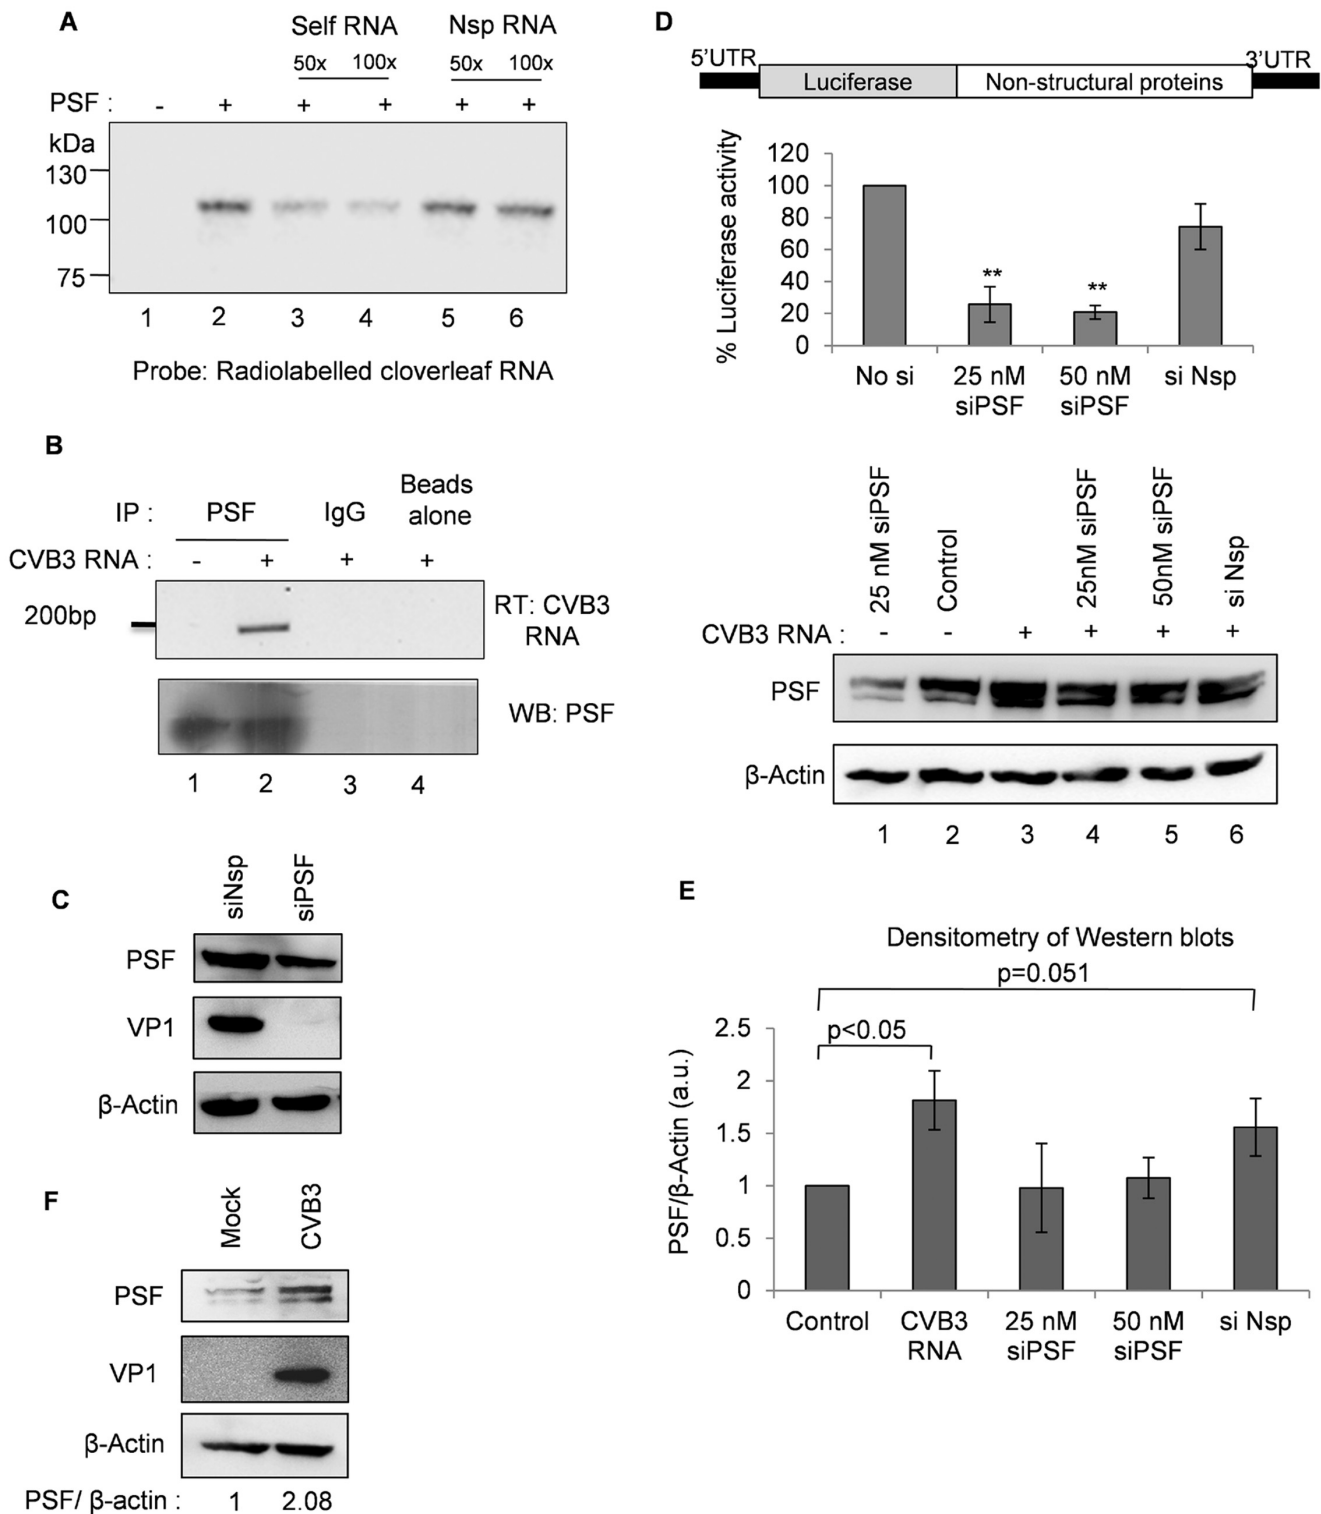 A
Self RNA Nsp RNA
50x 100x 50x 100x
PSF : - + + + + +
kDa
130
100
75
1 2 3 4 5 6
Probe: Radiolabelled cloverleaf RNA
B
IP : PSF IgG Beads alone
CVB3 RNA : - + + +
200bp
RT: CVB3
RNA
WB: PSF
1 2 3 4
C
siNsp siPSF
PSF
VP1
β-Actin
F
Mock CVB3
PSF
VP1
β-Actin
PSF/ β-actin : 1 2.08
D
5'UTR Luciferase Non-structural proteins 3'UTR
% Luciferase activity
120
100
80
60
40
20
0
** **
No si 25 nM siPSF 50 nM siPSF si Nsp
25 nM siPSF Control 25nM siPSF 50nM siPSF si Nsp
CVB3 RNA : - - + + + +
PSF
β-Actin
1 2 3 4 5 6
E
Densitometry of Western blots
p=0.051
p<0.05
PSF/β-Actin (a.u.)
2.5
2
1.5
1
0.5
0
Control CVB3 RNA 25 nM siPSF 50 nM siPSF si Nsp